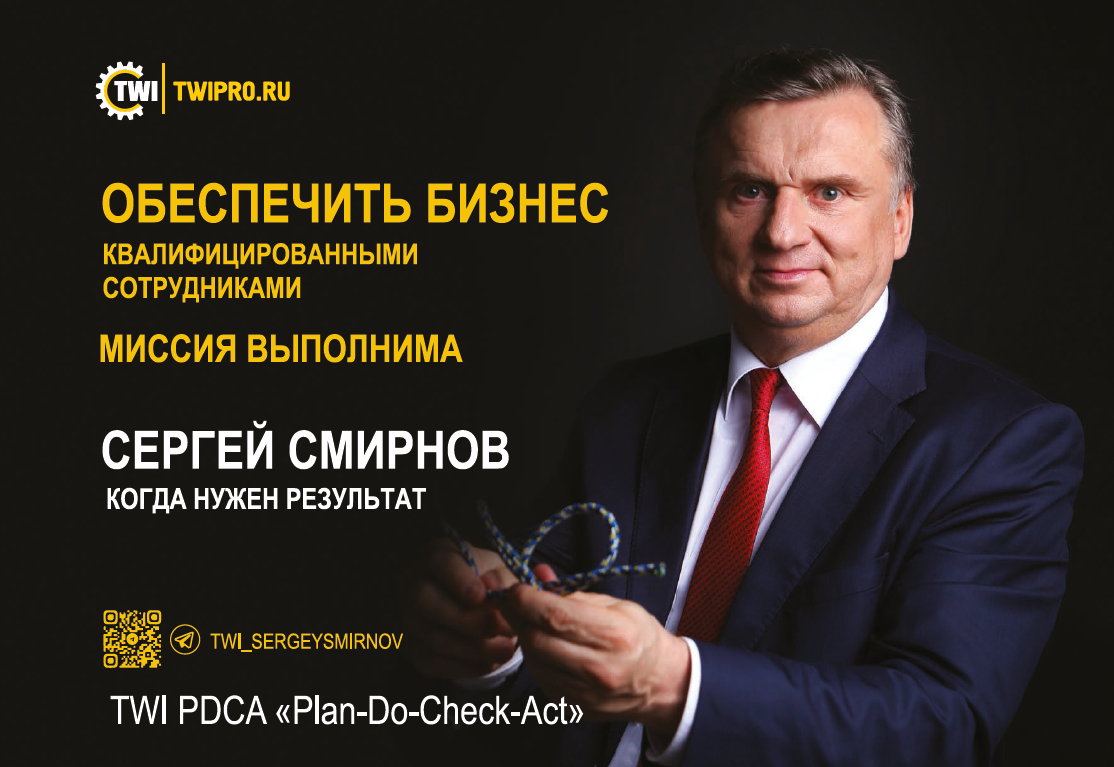 TWI TWIPRO.RU
ОБЕСПЕЧИТЬ БИЗНЕС
КВАЛИФИЦИРОВАННЫМИ
СОТРУДНИКАМИ
МИССИЯ ВЫПОЛНИМА
СЕРГЕЙ СМИРНОВ
КОГДА НУЖЕН РЕЗУЛЬТАТ
TWI_SERGEYSMIRNOV
TWI PDCA «Plan-Do-Check-Act»